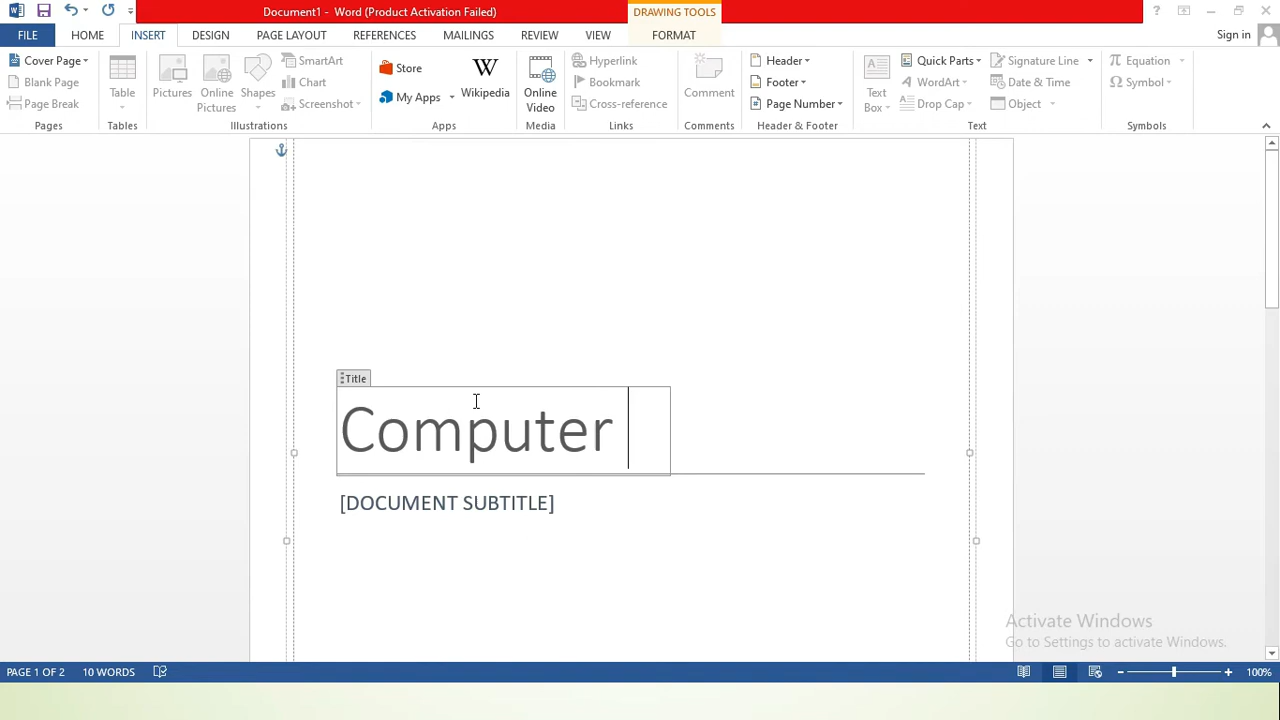 Document1 - Word (Product Activation Failed)
DRAWING TOOLS
FILE HOME INSERT DESIGN PAGE LAYOUT REFERENCES MAILINGS REVIEW VIEW FORMAT Sign in
Cover Page
Blank Page
Page Break
Pages
Table
Tables
Pictures
Online Pictures
Shapes
SmartArt
Chart
Screenshot
Illustrations
Store
My Apps
W
Wikipedia
Apps
Online Video
Media
Hyperlink
Bookmark
Cross-reference
Links
Comment
Comments
Header
Footer
Page Number
Header & Footer
Text Box
Quick Parts
WordArt
Drop Cap
Signature Line
Date & Time
Object
Text
Equation
Symbol
Symbols
Title
Computer
[DOCUMENT SUBTITLE]
Activate Windows
Go to Settings to activate Windows.
PAGE 1 OF 2 10 WORDS 100%